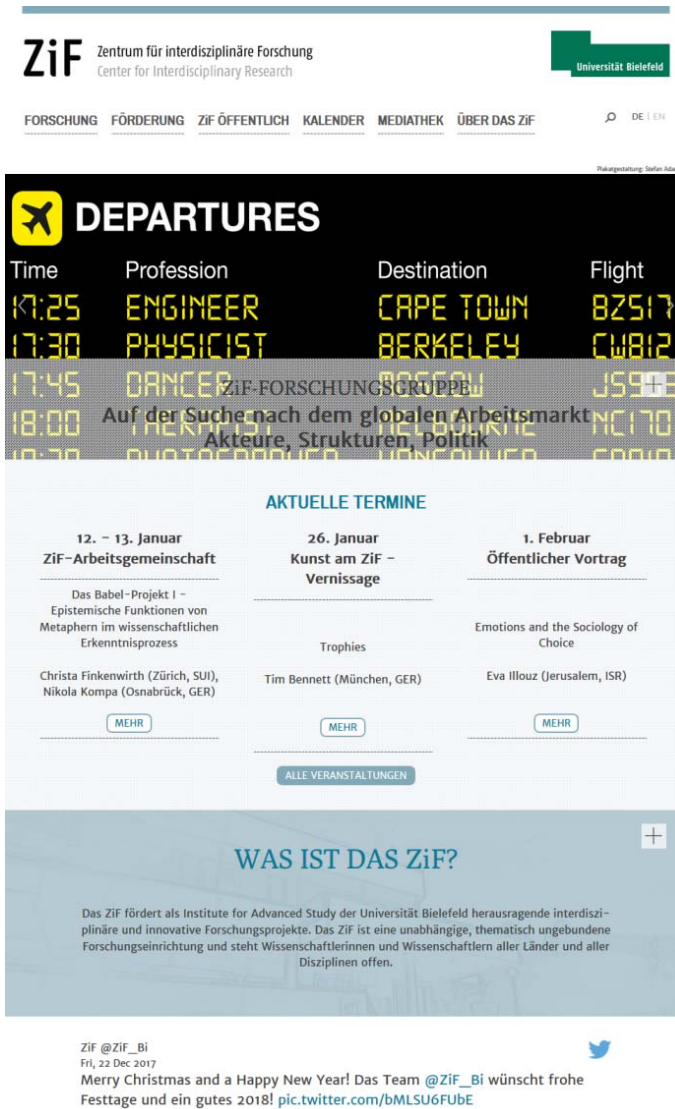 ZiF Zentrum für interdisziplinäre Forschung
Center for Interdisciplinary Research
Universität Bielefeld
FORSCHUNG FÖRDERUNG ZiF ÖFFENTLICH KALENDER MEDIATHEK ÜBER DAS ZiF DE | EN
Plakatgestaltung: Stefan Ada
DEPARTURES
Time Profession Destination Flight
17:25 ENGINEER CAPE TOWN BZ517
17:30 PHYSICIST BERKELEY CW812
17:45 DANCER MOSCOW
ZiF-FORSCHUNGSGRUPPE
18:00 THERAPIST MELBOURNE NC170
Auf der Suche nach dem globalen Arbeitsmarkt
Akteure, Strukturen, Politik
PHOTOGRAPHER VANCOUVER
AKTUELLE TERMINE
12. – 13. Januar
ZiF-Arbeitsgemeinschaft
Das Babel-Projekt I –
Epistemische Funktionen von
Metaphern im wissenschaftlichen
Erkenntnisprozess
Christa Finkenwirth (Zürich, SUI),
Nikola Kompa (Osnabrück, GER)
MEHR
26. Januar
Kunst am ZiF –
Vernissage
Trophies
Tim Bennett (München, GER)
MEHR
1. Februar
Öffentlicher Vortrag
Emotions and the Sociology of
Choice
Eva Illouz (Jerusalem, ISR)
MEHR
ALLE VERANSTALTUNGEN
WAS IST DAS ZiF?
Das ZiF fördert als Institute for Advanced Study der Universität Bielefeld herausragende interdiszi-
plinäre und innovative Forschungsprojekte. Das ZiF ist eine unabhängige, thematisch ungebundene
Forschungseinrichtung und steht Wissenschaftlerinnen und Wissenschaftlern aller Länder und aller
Disziplinen offen.
ZiF @ZiF_Bi
Fri, 22 Dec 2017
Merry Christmas and a Happy New Year! Das Team @ZiF_Bi wünscht frohe
Festtage und ein gutes 2018! pic.twitter.com/bMLSU6FUbE